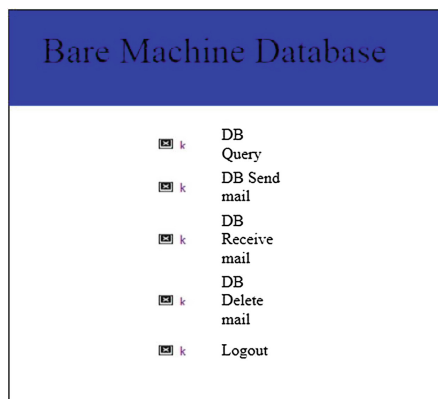 Bare Machine Database
k DB
Query
k DB Send
mail
k DB
Receive
mail
k DB
Delete
mail
k Logout